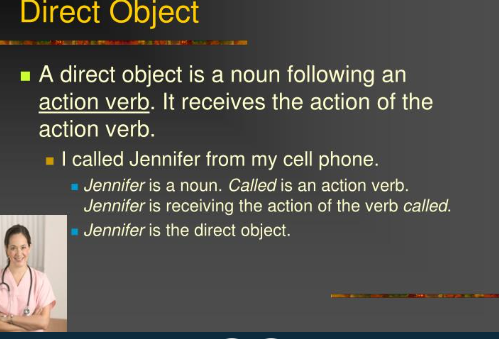 Direct Object
A direct object is a noun following an
action verb. It receives the action of the
action verb.
I called Jennifer from my cell phone.
Jennifer is a noun. Called is an action verb.
Jennifer is receiving the action of the verb called.
Jennifer is the direct object.